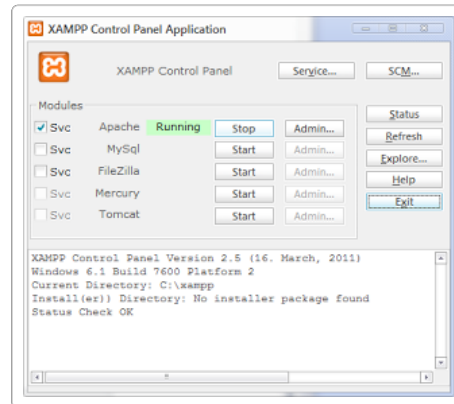 XAMPP Control Panel Application
XAMPP Control Panel Service... SCM...
Modules
Svc Apache Running Stop Admin...
Svc MySql Start Admin...
Svc FileZilla Start Admin...
Svc Mercury Start Admin...
Svc Tomcat Start Admin...
Status
Refresh
Explore...
Help
Exit
XAMPP Control Panel Version 2.5 (16. March, 2011)
Windows 6.1 Build 7600 Platform 2
Current Directory: C:\xampp
Install(er)) Directory: No installer package found
Status Check OK